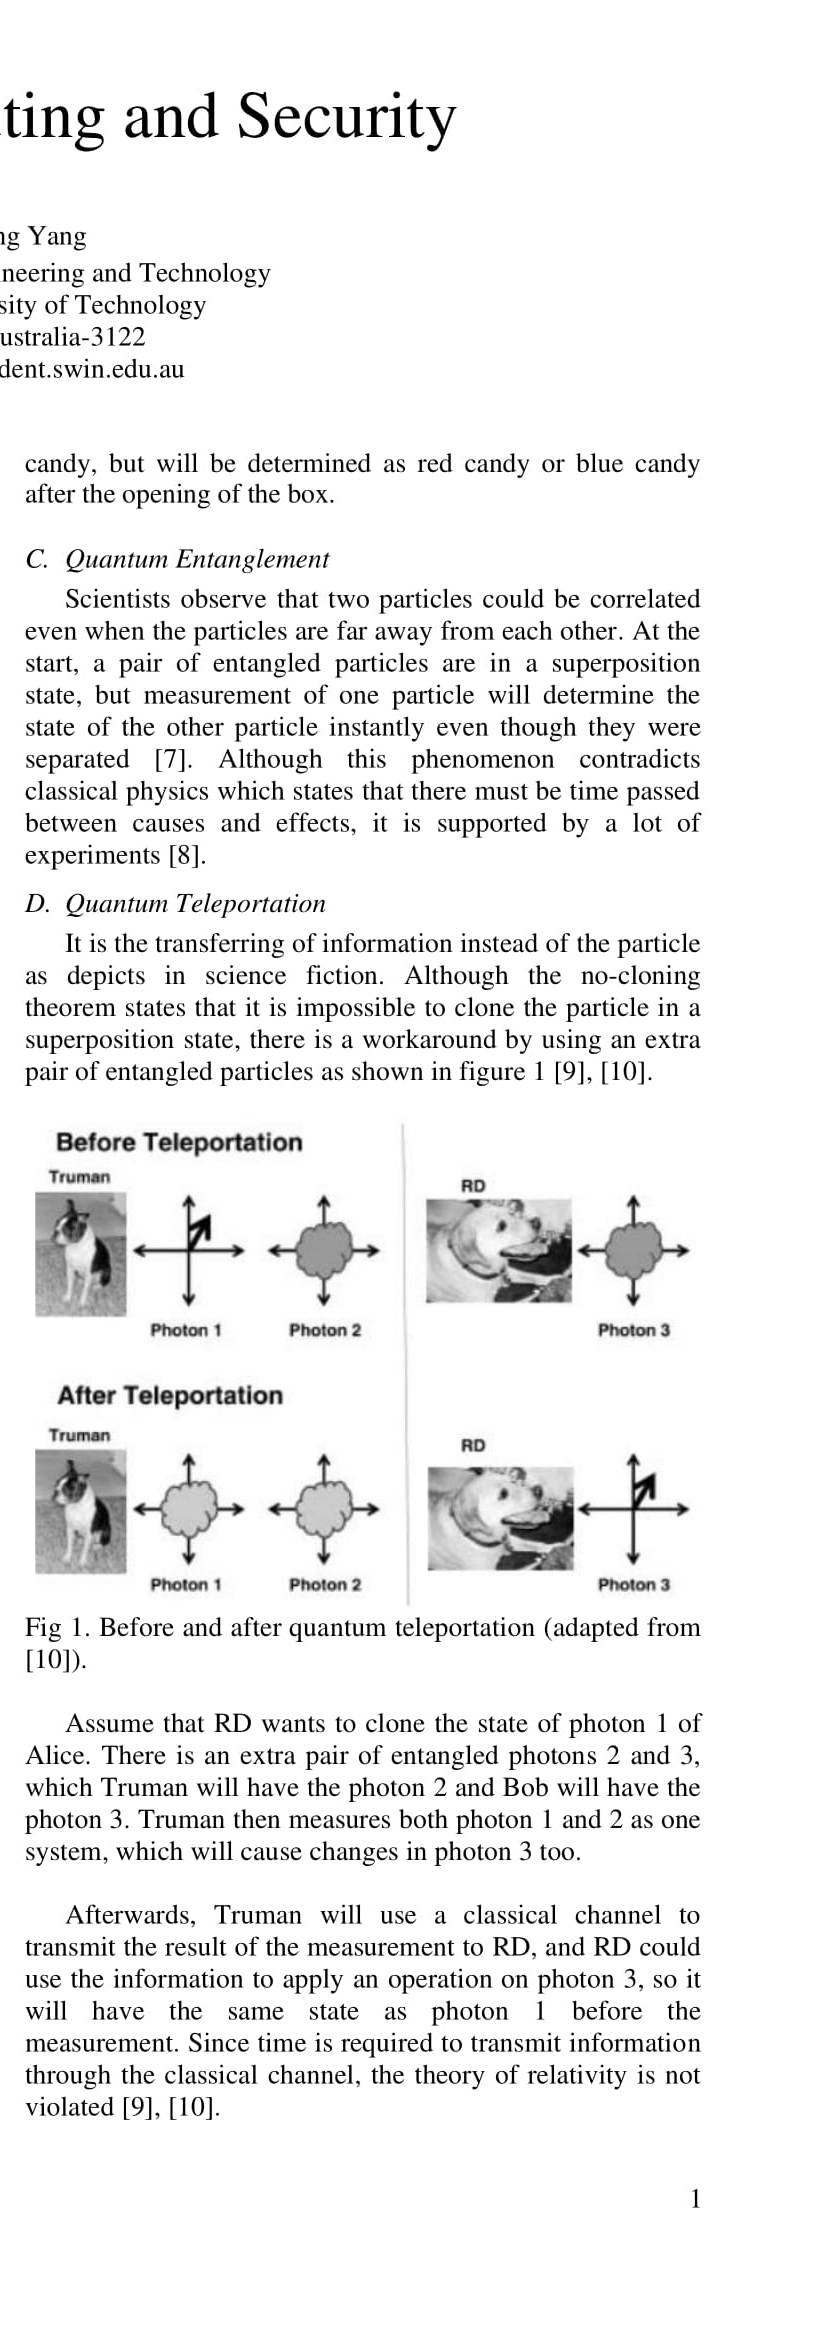 ting and Security
ng Yang
neering and Technology
sity of Technology
ustralia-3122
dent.swin.edu.au
candy, but will be determined as red candy or blue candy
after the opening of the box.
C. Quantum Entanglement
Scientists observe that two particles could be correlated
even when the particles are far away from each other. At the
start, a pair of entangled particles are in a superposition
state, but measurement of one particle will determine the
state of the other particle instantly even though they were
separated [7]. Although this phenomenon contradicts
classical physics which states that there must be time passed
between causes and effects, it is supported by a lot of
experiments [8].
D. Quantum Teleportation
It is the transferring of information instead of the particle
as depicts in science fiction. Although the no-cloning
theorem states that it is impossible to clone the particle in a
superposition state, there is a workaround by using an extra
pair of entangled particles as shown in figure 1 [9], [10].
Before Teleportation
Truman
RD
Photon 1
Photon 2
Photon 3
After Teleportation
Truman
RD
Photon 1
Photon 2
Photon 3
Fig 1. Before and after quantum teleportation (adapted from
[10]).
Assume that RD wants to clone the state of photon 1 of
Alice. There is an extra pair of entangled photons 2 and 3,
which Truman will have the photon 2 and Bob will have the
photon 3. Truman then measures both photon 1 and 2 as one
system, which will cause changes in photon 3 too.
Afterwards, Truman will use a classical channel to
transmit the result of the measurement to RD, and RD could
use the information to apply an operation on photon 3, so it
will have the same state as photon 1 before the
measurement. Since time is required to transmit information
through the classical channel, the theory of relativity is not
violated [9], [10].
1